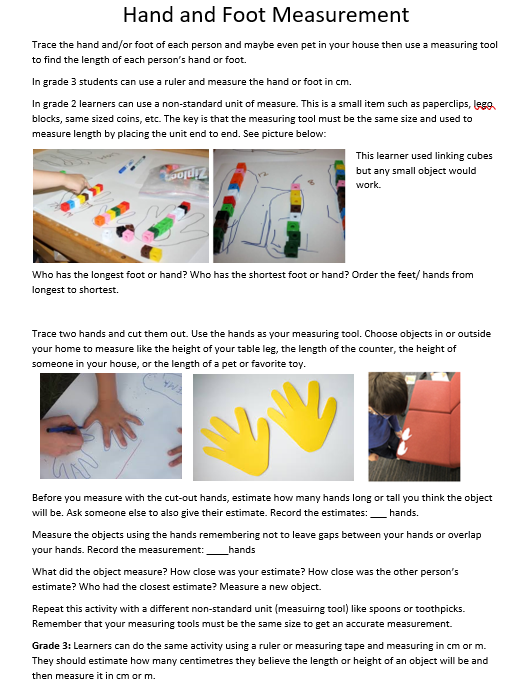 Hand and Foot Measurement
Trace the hand and/or foot of each person and maybe even pet in your house then use a measuring tool
to find the length of each person's hand or foot.
In grade 3 students can use a ruler and measure the hand or foot in cm.
In grade 2 learners can use a non-standard unit of measure. This is a small item such as paperclips, lego
blocks, same sized coins, etc. The key is that the measuring tool must be the same size and used to
measure length by placing the unit end to end. See picture below:
Ziploc
12
8
This learner used linking cubes
but any small object would
work.
Who has the longest foot or hand? Who has the shortest foot or hand? Order the feet/ hands from
longest to shortest.
Trace two hands and cut them out. Use the hands as your measuring tool. Choose objects in or outside
your home to measure like the height of your table leg, the length of the counter, the height of
someone in your house, or the length of a pet or favorite toy.
Before you measure with the cut-out hands, estimate how many hands long or tall you think the object
will be. Ask someone else to also give their estimate. Record the estimates: ___ hands.
Measure the objects using the hands remembering not to leave gaps between your hands or overlap
your hands. Record the measurement: ____hands
What did the object measure? How close was your estimate? How close was the other person's
estimate? Who had the closest estimate? Measure a new object.
Repeat this activity with a different non-standard unit (measuirng tool) like spoons or toothpicks.
Remember that your measuring tools must be the same size to get an accurate measurement.
Grade 3: Learners can do the same activity using a ruler or measuring tape and measuring in cm or m.
They should estimate how many centimetres they believe the length or height of an object will be and
then measure it in cm or m.